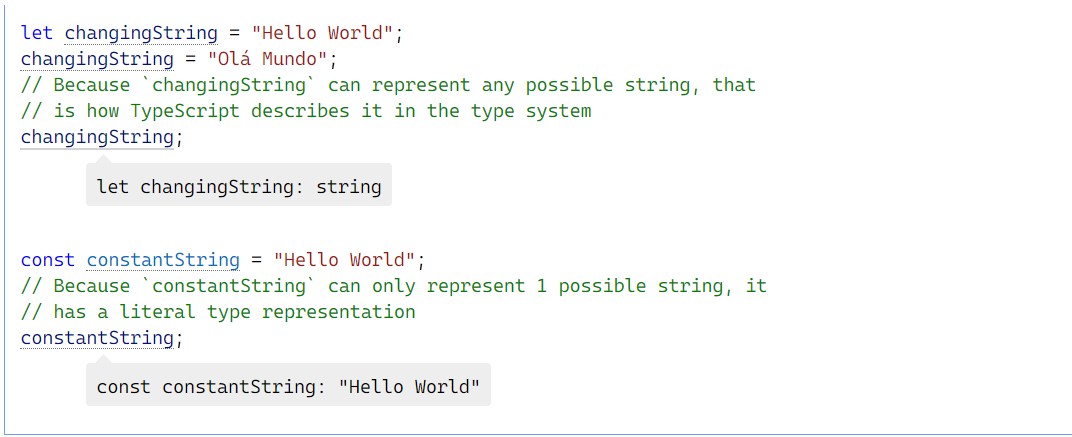 let changingString = "Hello World";
changingString = "Olá Mundo";
// Because `changingString` can represent any possible string, that
// is how TypeScript describes it in the type system
changingString;
let changingString: string
const constantString = "Hello World";
// Because `constantString` can only represent 1 possible string, it
// has a literal type representation
constantString;
const constantString: "Hello World"